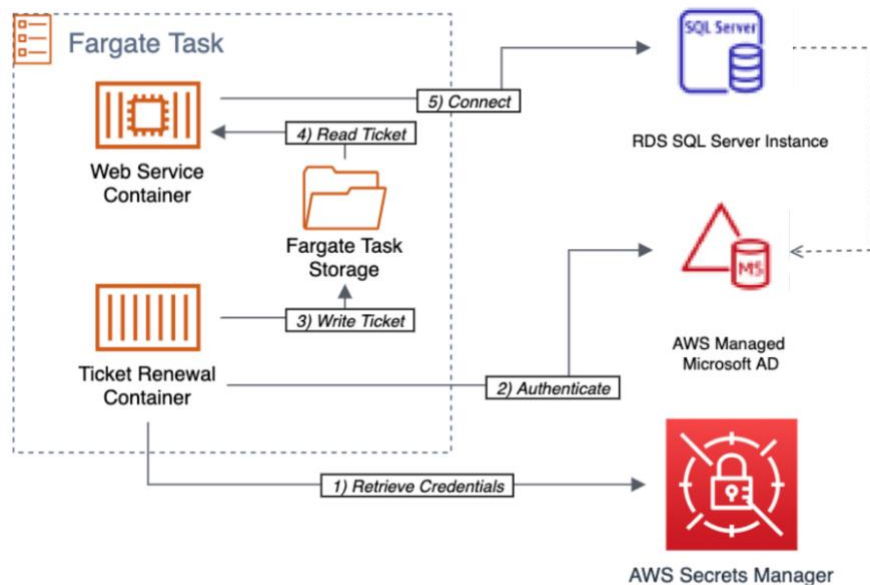 Fargate Task
SQL Server
5) Connect
4) Read Ticket
RDS SQL Server Instance
Web Service
Container
Fargate Task
Storage
MS
3) Write Ticket
AWS Managed
Microsoft AD
Ticket Renewal
Container
2) Authenticate
1) Retrieve Credentials
AWS Secrets Manager